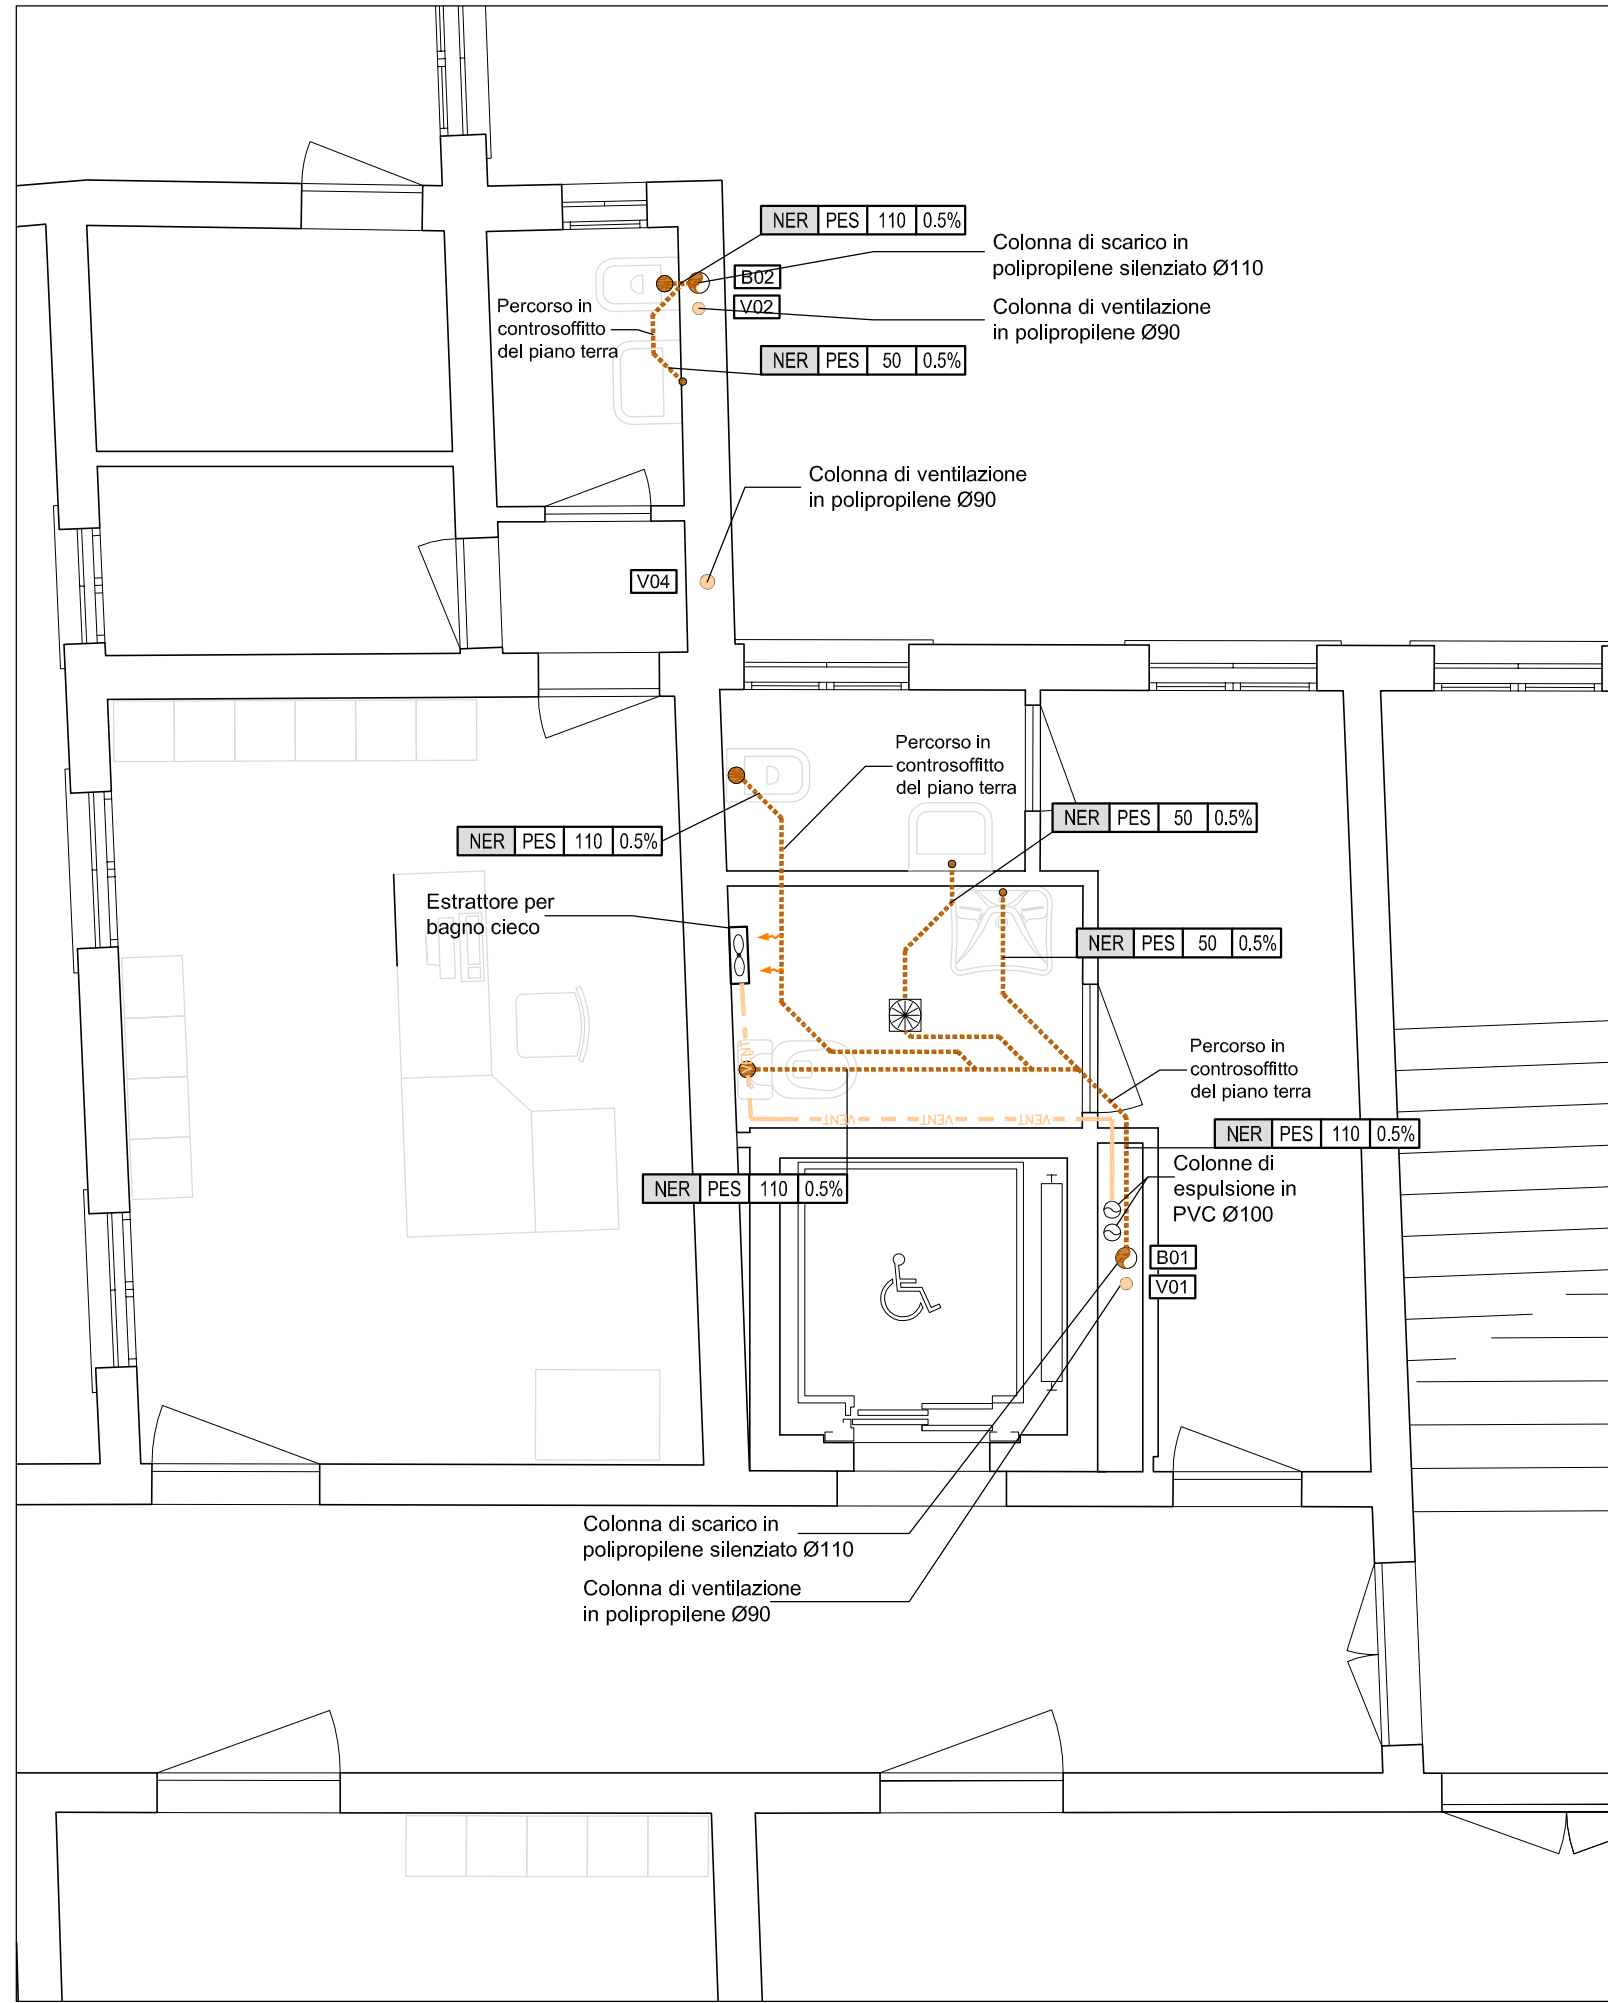 NER PES 110 0.5%
Colonna di scarico in
polipropilene silenziato Ø110
B02
V02
Colonna di ventilazione
in polipropilene Ø90
Percorso in
controsoffitto
del piano terra
NER PES 50 0.5%
Colonna di ventilazione
in polipropilene Ø90
V04
Percorso in
controsoffitto
del piano terra
NER PES 50 0.5%
NER PES 110 0.5%
Estrattore per
bagno cieco
NER PES 50 0.5%
VENT
Percorso in
controsoffitto
del piano terra
VENT VENT VENT
NER PES 110 0.5%
Colonne di
espulsione in
PVC Ø100
NER PES 110 0.5%
B01
V01
Colonna di scarico in
polipropilene silenziato Ø110
Colonna di ventilazione
in polipropilene Ø90